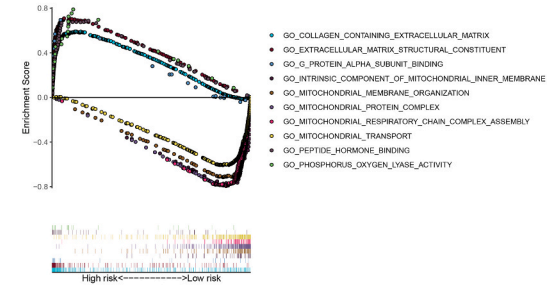 0.8
0.4
0.0
−0.4
−0.8
Enrichment Score
GO_COLLAGEN_CONTAINING_EXTRACELLULAR_MATRIX
GO_EXTRACELLULAR_MATRIX_STRUCTURAL_CONSTITUENT
GO_G_PROTEIN_ALPHA_SUBUNIT_BINDING
GO_INTRINSIC_COMPONENT_OF_MITOCHONDRIAL_INNER_MEMBRANE
GO_MITOCHONDRIAL_MEMBRANE_ORGANIZATION
GO_MITOCHONDRIAL_PROTEIN_COMPLEX
GO_MITOCHONDRIAL_RESPIRATORY_CHAIN_COMPLEX_ASSEMBLY
GO_MITOCHONDRIAL_TRANSPORT
GO_PEPTIDE_HORMONE_BINDING
GO_PHOSPHORUS_OXYGEN_LYASE_ACTIVITY
High risk<------------->Low risk